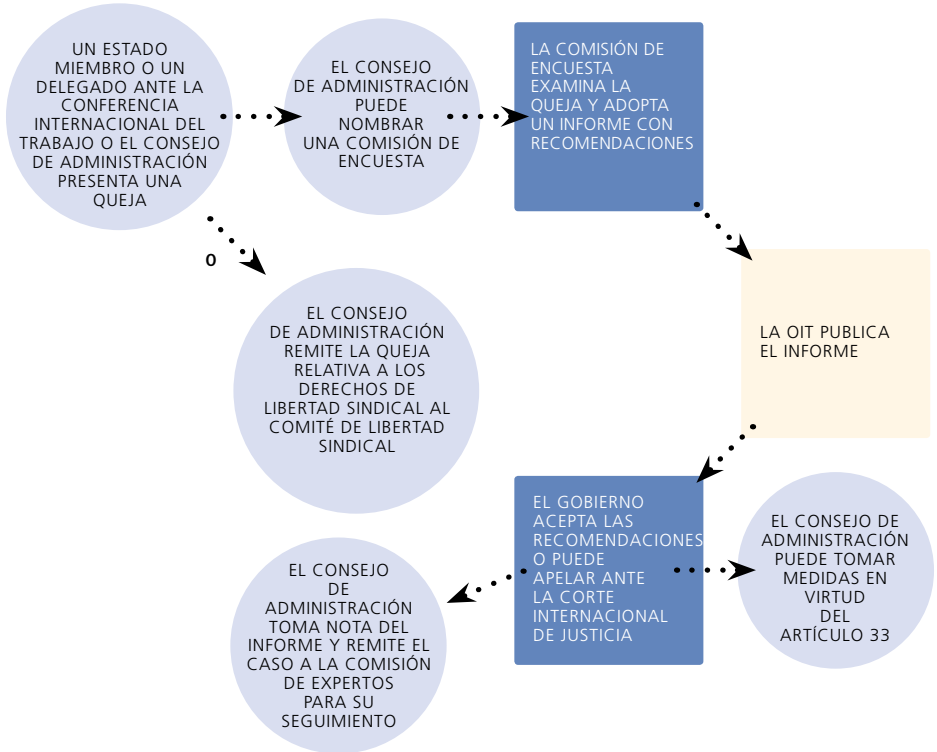 UN ESTADO
MIEMBRO O UN
DELEGADO ANTE LA
CONFERENCIA
INTERNACIONAL DEL
TRABAJO O EL CONSEJO
DE ADMINISTRACIÓN
PRESENTA UNA
QUEJA
EL CONSEJO
DE ADMINISTRACIÓN
PUEDE
NOMBRAR
UNA COMISIÓN DE
ENCUESTA
LA COMISIÓN DE
ENCUESTA
EXAMINA LA
QUEJA Y ADOPTA
UN INFORME CON
RECOMENDACIONES
O
EL CONSEJO
DE ADMINISTRACIÓN
REMITE LA QUEJA
RELATIVA A LOS
DERECHOS DE
LIBERTAD SINDICAL AL
COMITÉ DE LIBERTAD
SINDICAL
LA OIT PUBLICA
EL INFORME
EL GOBIERNO
ACEPTA LAS
RECOMENDACIONES
O PUEDE
APELAR ANTE
LA CORTE
INTERNACIONAL
DE JUSTICIA
EL CONSEJO DE
ADMINISTRACIÓN
PUEDE TOMAR
MEDIDAS EN
VIRTUD
DEL
ARTÍCULO 33
EL CONSEJO
DE
ADMINISTRACIÓN
TOMA NOTA DEL
INFORME Y REMITE EL
CASO A LA COMISIÓN
DE EXPERTOS
PARA SU
SEGUIMIENTO